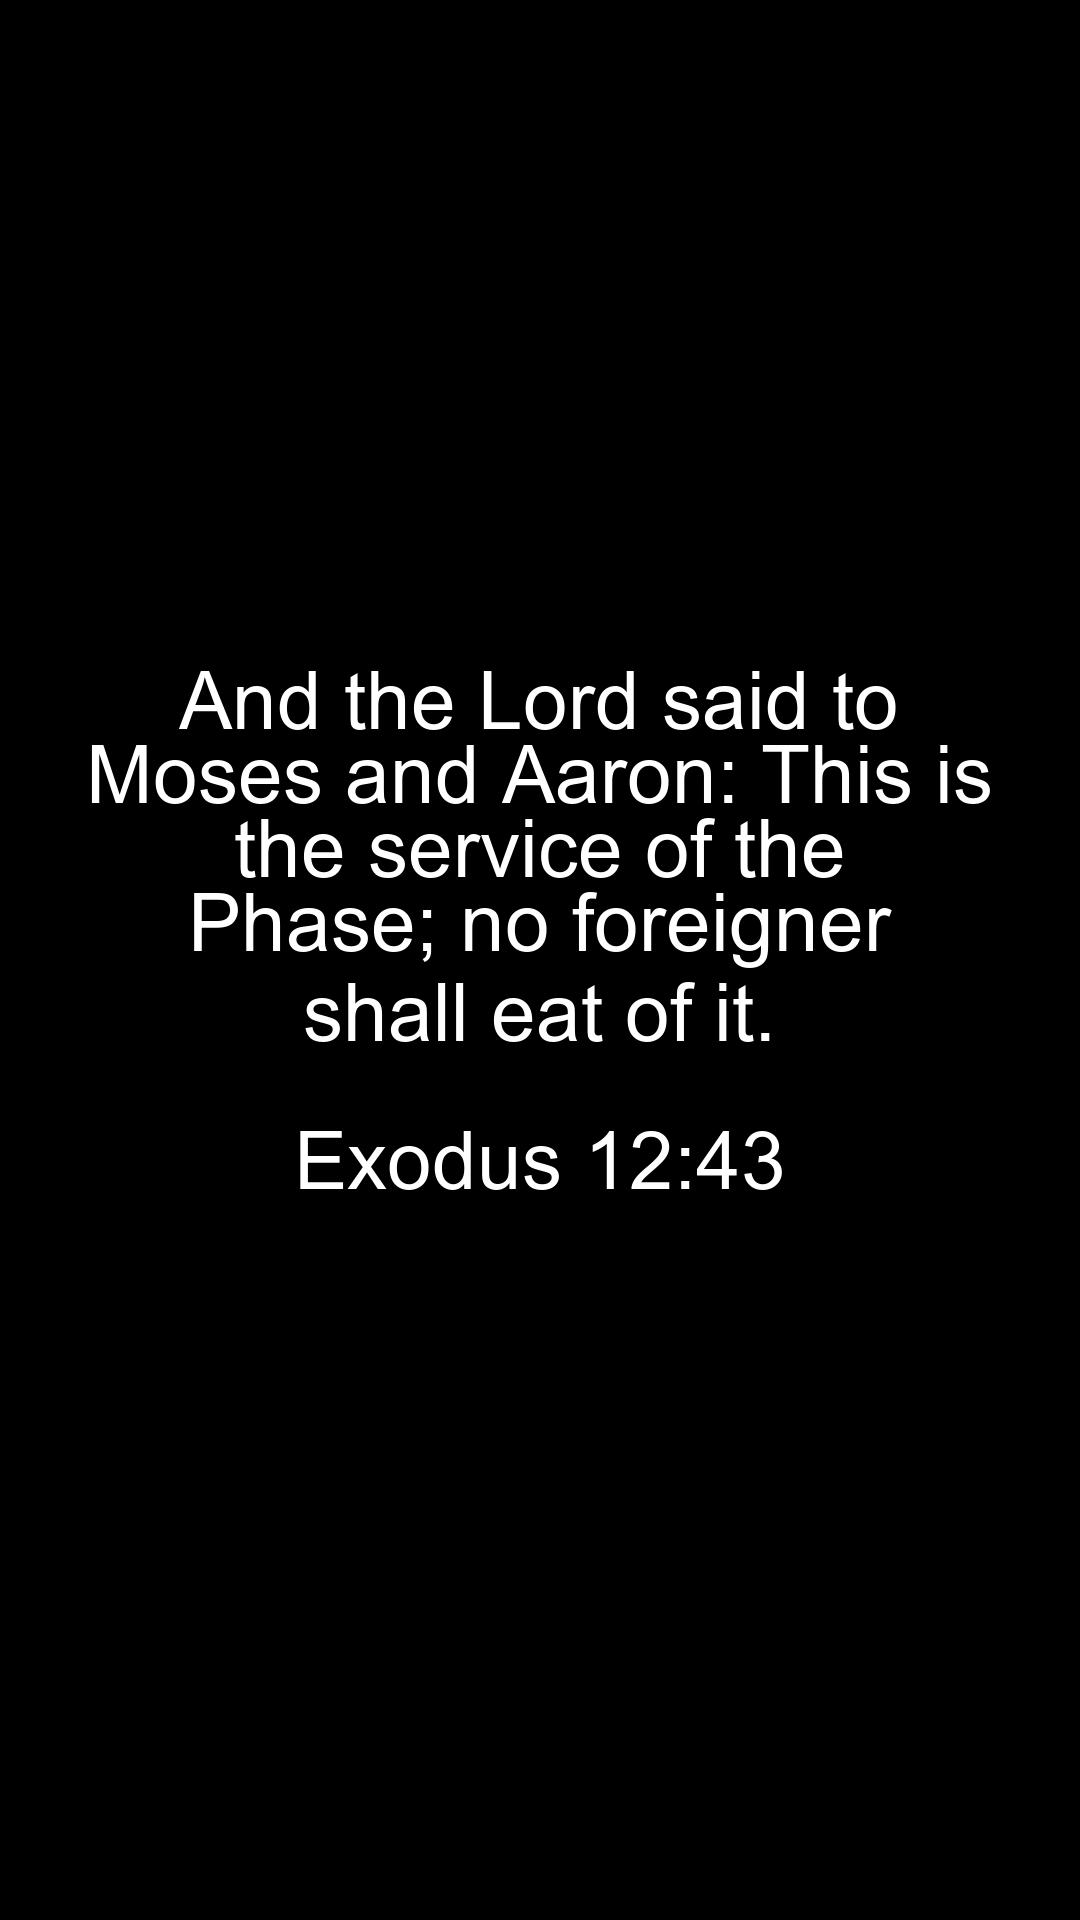 And the Lord said to
Moses and Aaron: This is
the service of the
Phase; no foreigner
shall eat of it.
Exodus 12:43